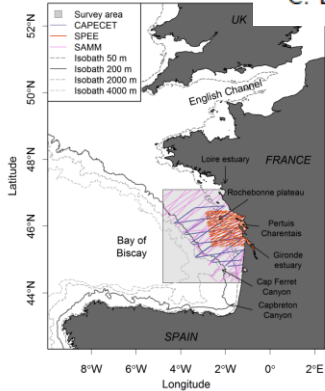 C.
Survey area
CAPECET
SPEE
SAMM
Isobath 50 m
Isobath 200 m
Isobath 2000 m
Isobath 4000 m
UK
English Channel
FRANCE
Loire estuary
Rochebonne plateau
Pertuis
Charentais
Bay of
Biscay
Gironde
estuary
Cap Ferret
Canyon
Capbreton
Canyon
SPAIN
Latitude
52°N
50°N
48°N
46°N
44°N
8°W
6°W
4°W
2°W
0°
Longitude